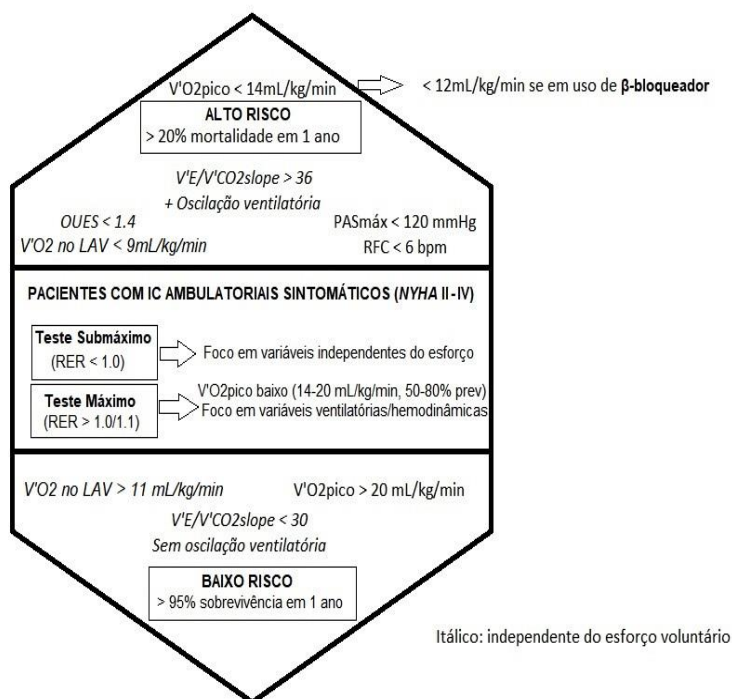 V'O2pico < 14mL/kg/min
< 12mL/kg/min se em uso de β-bloqueador
ALTO RISCO
> 20% mortalidade em 1 ano
V'E/V'CO2slope > 36
+ Oscilação ventilatória
OUES < 1.4
PASmáx < 120 mmHg
V'O2 no LAV < 9mL/kg/min
RFC < 6 bpm
PACIENTES COM IC AMBULATORIAIS SINTOMÁTICOS (NYHA II-IV)
Teste Submáximo
(RER < 1.0)
Foco em variáveis independentes do esforço
Teste Máximo
(RER > 1.0/1.1)
V'O2pico baixo (14-20 mL/kg/min, 50-80% prev)
Foco em variáveis ventilatórias/hemodinâmicas
V'O2 no LAV > 11 mL/kg/min
V'O2pico > 20 mL/kg/min
V'E/V'CO2slope < 30
Sem oscilação ventilatória
BAIXO RISCO
> 95% sobrevivência em 1 ano
Itálico: independente do esforço voluntário